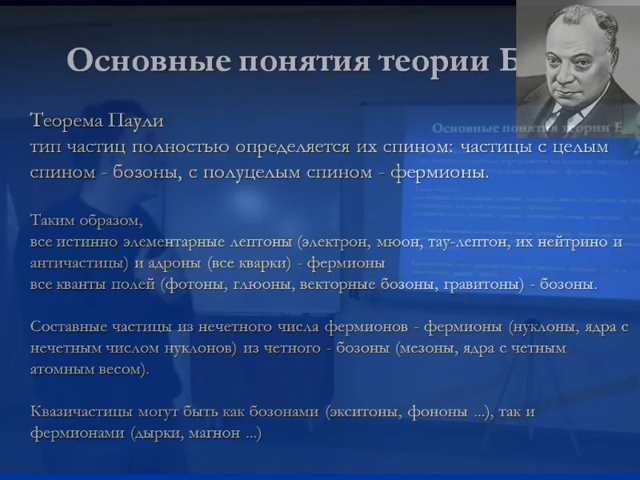 Основные понятия теории Б
Теорема Паули
тип частиц полностью определяется их спином: частицы с целым
спином - бозоны, с полуцелым спином - фермионы.
Таким образом,
все истинно элементарные лептоны (электрон, мюон, тау-лептон, их нейтрино и
античастицы) и адроны (все кварки) - фермионы
все кванты полей (фотоны, глюоны, векторные бозоны, гравитоны) - бозоны.
Составные частицы из нечетного числа фермионов - фермионы (нуклоны, ядра с
нечетным числом нуклонов) из четного - бозоны (мезоны, ядра с четным
атомным весом).
Квазичастицы могут быть как бозонами (экситоны, фононы ...), так и
фермионами (дырки, магнон ...)
Основные понятия теории Б